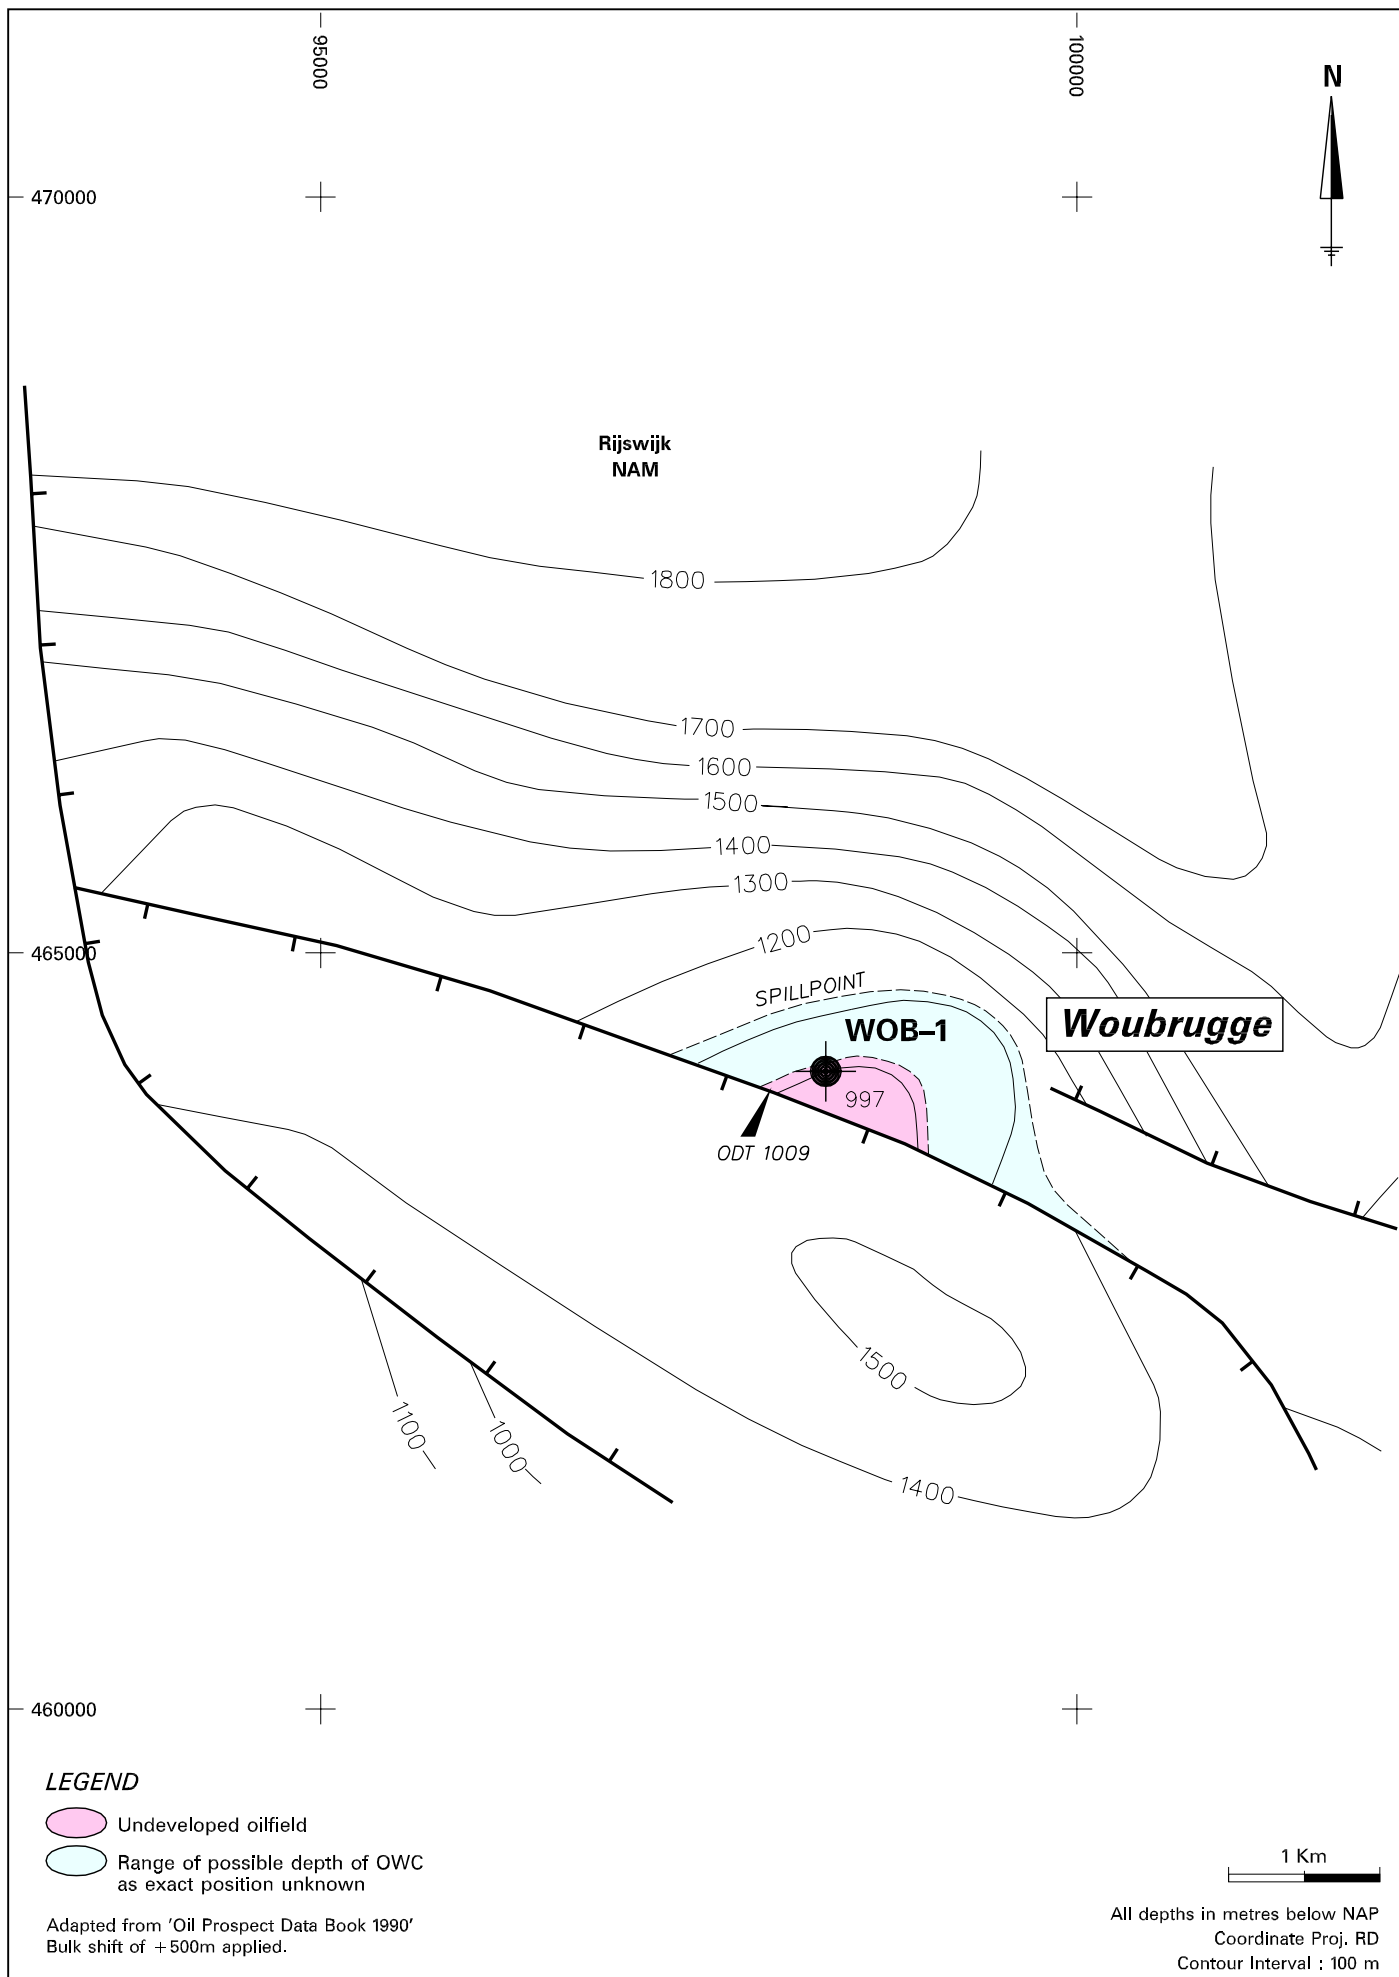 95000
100000
N
470000
Rijswijk
NAM
1800
1700
1600
1500
1400
1300
1200
465000
SPILLPOINT
WOB–1
Woubrugge
997
ODT 1009
1500
1100
1000
1400
460000
LEGEND
Undeveloped oilfield
Range of possible depth of OWC
as exact position unknown
Adapted from 'Oil Prospect Data Book 1990'
Bulk shift of +500m applied.
1 Km
All depths in metres below NAP
Coordinate Proj. RD
Contour Interval : 100 m